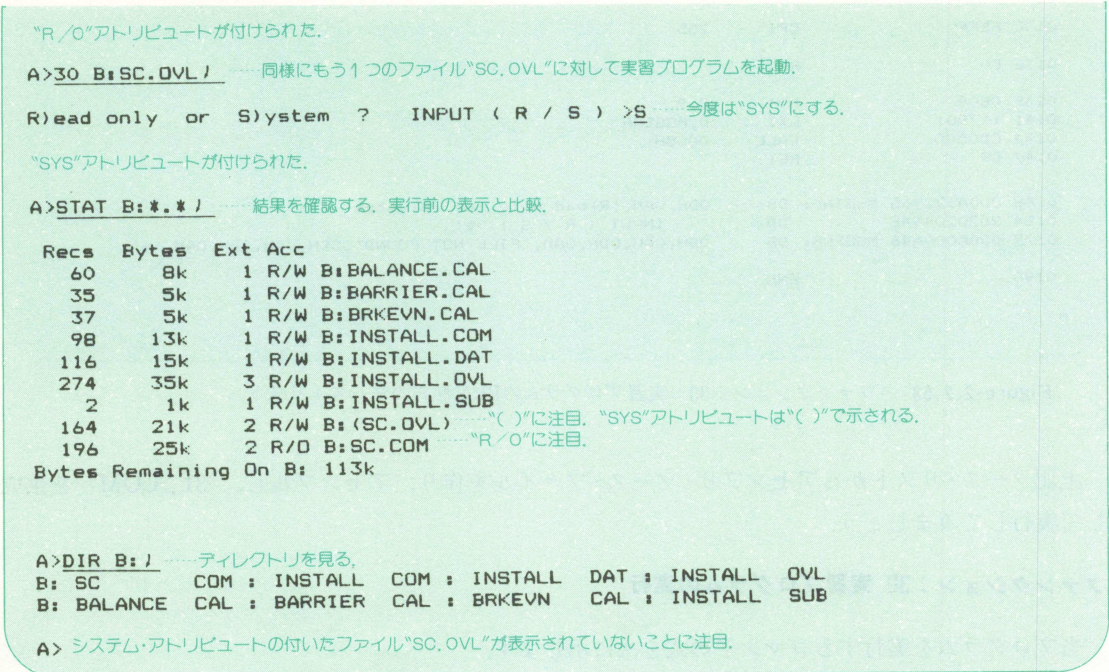 "R/O"アトリビュートが付けられた.
A>30 B:SC.OVL↓ ……同様にもう1つのファイル"SC.OVL"に対して実習プログラムを起動.
R)ead only or S)ystem ? INPUT ( R / S ) >S ……今度は"SYS"にする.
"SYS"アトリビュートが付けられた.
A>STAT B:*.*↓ ……結果を確認する. 実行前の表示と比較.
Recs Bytes Ext Acc
60 8k 1 R/W B:BALANCE.CAL
35 5k 1 R/W B:BARRIER.CAL
37 5k 1 R/W B:BRKEVN.CAL
98 13k 1 R/W B:INSTALL.COM
116 15k 1 R/W B:INSTALL.DAT
274 35k 3 R/W B:INSTALL.OVL
2 1k 1 R/W B:INSTALL.SUB
164 21k 2 R/W B:(SC.OVL) ……"( )"に注目. "SYS"アトリビュートは"( )"で示される.
196 25k 2 R/O B:SC.COM ……"R/O"に注目.
Bytes Remaining On B: 113k
A>DIR B:↓ ……ディレクトリを見る.
B: SC COM : INSTALL COM : INSTALL DAT : INSTALL OVL
B: BALANCE CAL : BARRIER CAL : BRKEVN CAL : INSTALL SUB
A> システム・アトリビュートの付いたファイル"SC.OVL"が表示されていないことに注目.